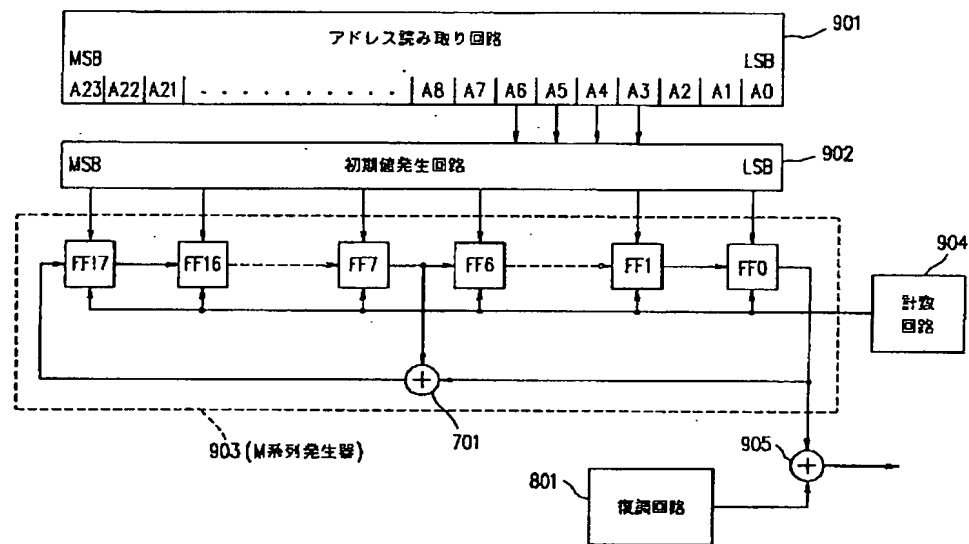 901
アドレス読み取り回路
MSB LSB
A23 A22 A21 . . . . . . . . . . A8 A7 A6 A5 A4 A3 A2 A1 A0
902
MSB 初期値発生回路 LSB
904
FF17 FF16 FF7 FF6 FF1 FF0
計数
回路
701
903(M系列発生器)
905
801
復調回路